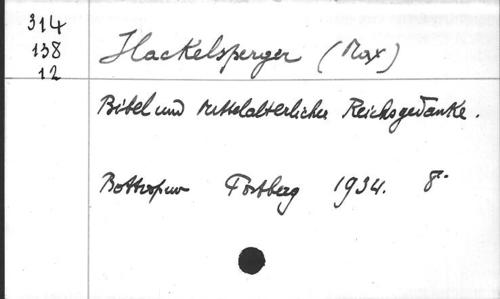 314
138
12
Hackelsperger (Max)
Bibel und mittelalterlicher Reichsgedanke.
Bottrop Postberg 1934. 8°